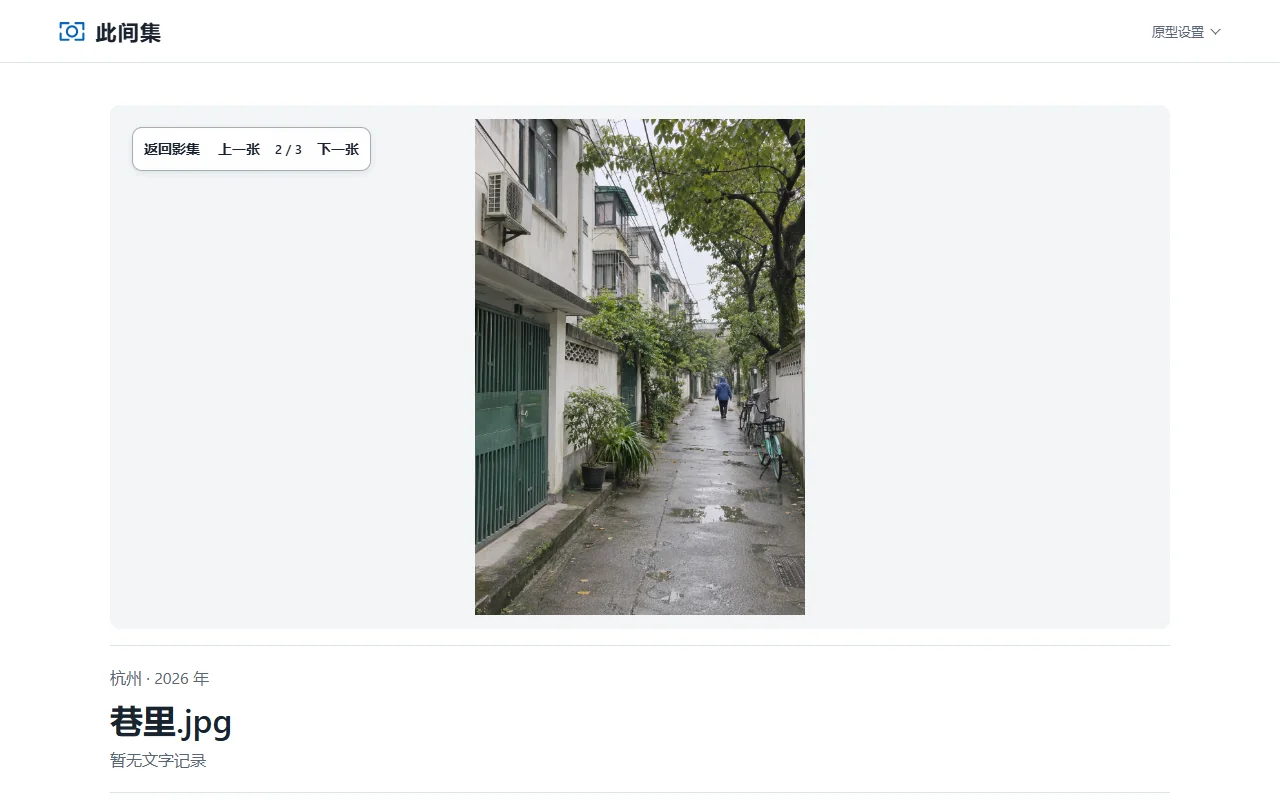 此间集
原型设置
返回影集 上一张 2 / 3 下一张
杭州 · 2026 年
巷里.jpg
暂无文字记录